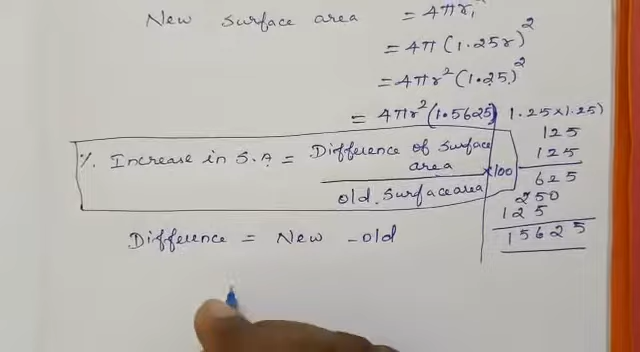 New Surface area = 4πr₁²
= 4π(1.25r)²
= 4πr²(1.25)²
= 4πr²(1.5625)
1.25×1.25)
125
125
625
250
125
15625
%. Increase in S.A = Difference of Surface area / old Surface area ×100
Difference = New - old